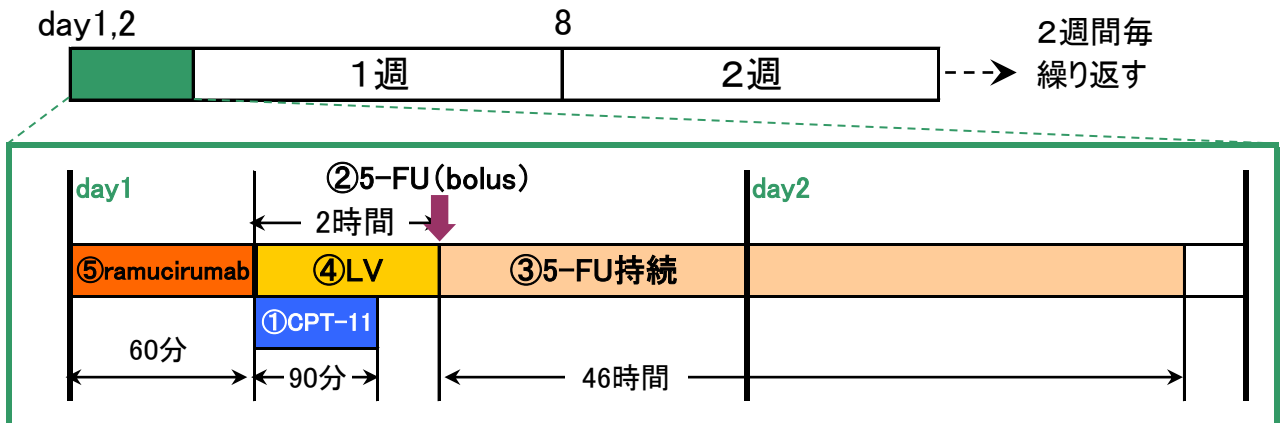 day1,2
8
２週間毎
繰り返す
１週
２週
day1
②5-FU(bolus)
day2
2時間
⑤ramucirumab
④LV
③5-FU持続
①CPT-11
60分
90分
46時間